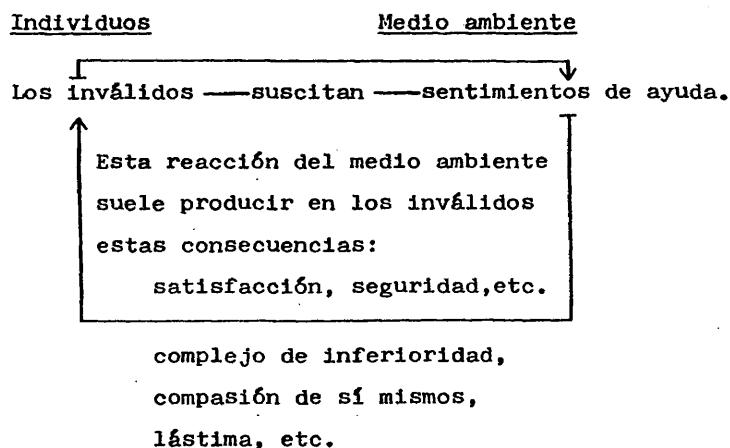 Individuos Medio ambiente
Los inválidos —— suscitan —— sentimientos de ayuda.
Esta reacción del medio ambiente
suele producir en los inválidos
estas consecuencias:
satisfacción, seguridad,etc.
complejo de inferioridad,
compasión de sí mismos,
lástima, etc.